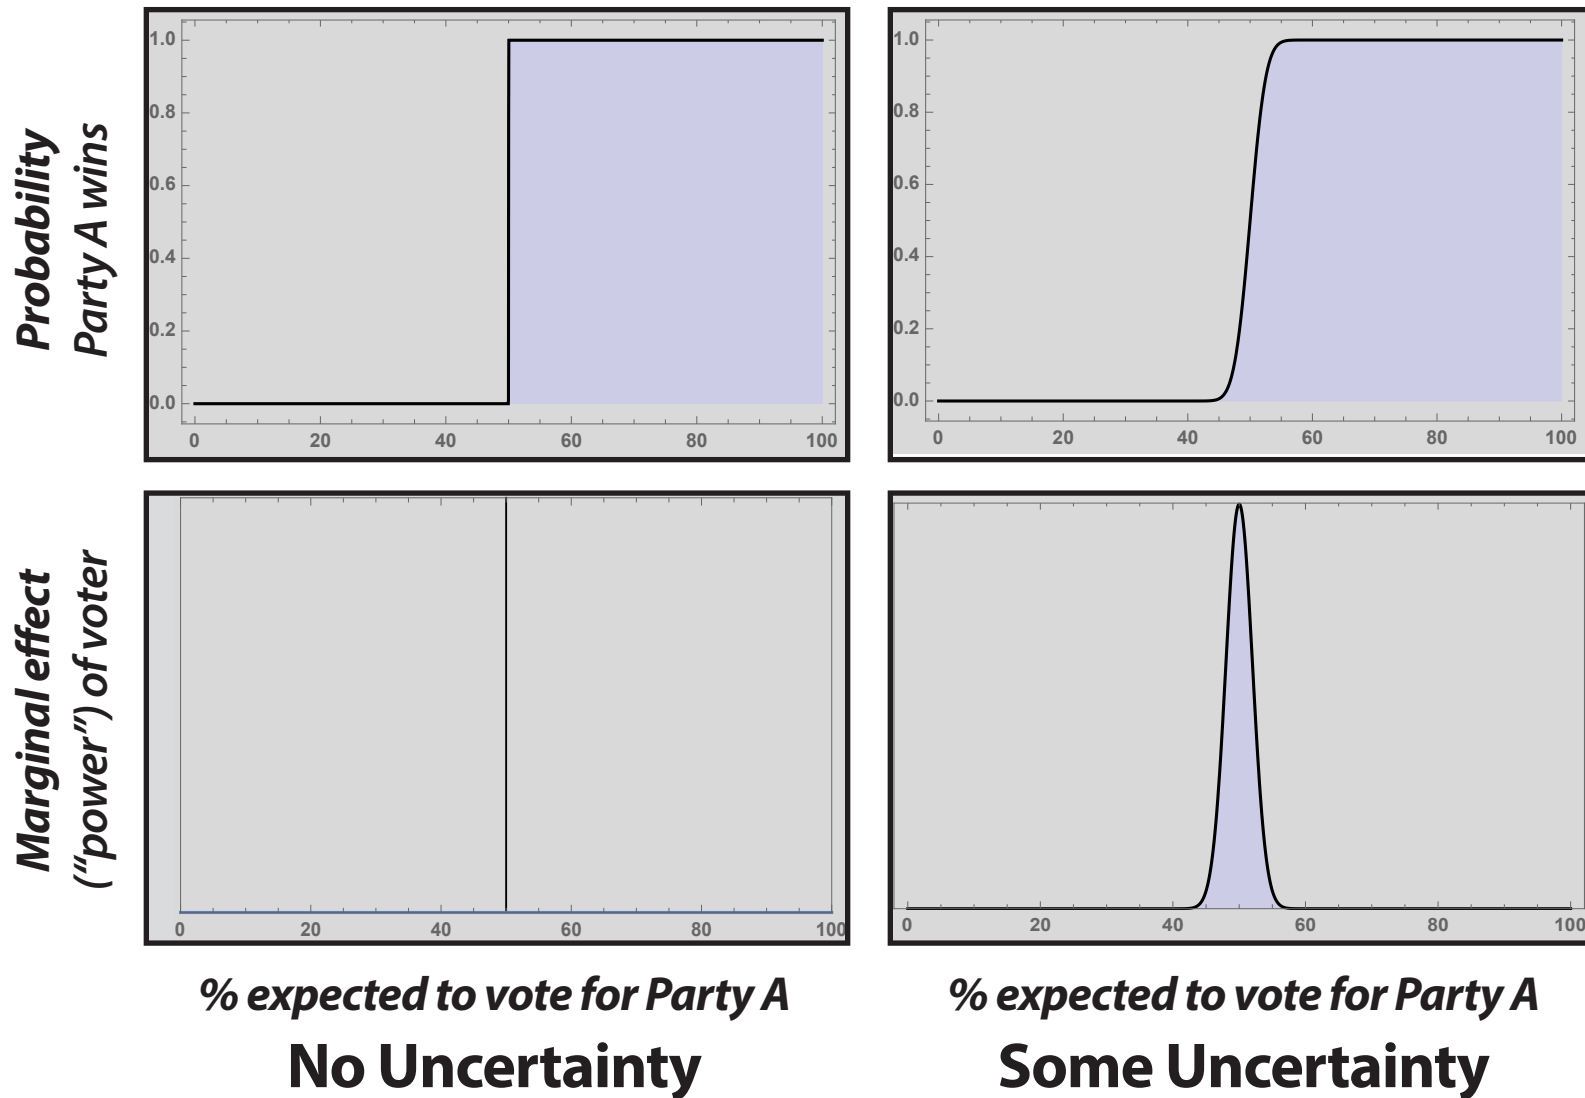 Probability
Party A wins
1.0
0.8
0.6
0.4
0.2
0.0
0 20 40 60 80 100
1.0
0.8
0.6
0.4
0.2
0.0
0 20 40 60 80 100
Marginal effect
(“power”) of voter
0 20 40 60 80 100
0 20 40 60 80 100
% expected to vote for Party A
% expected to vote for Party A
No Uncertainty
Some Uncertainty